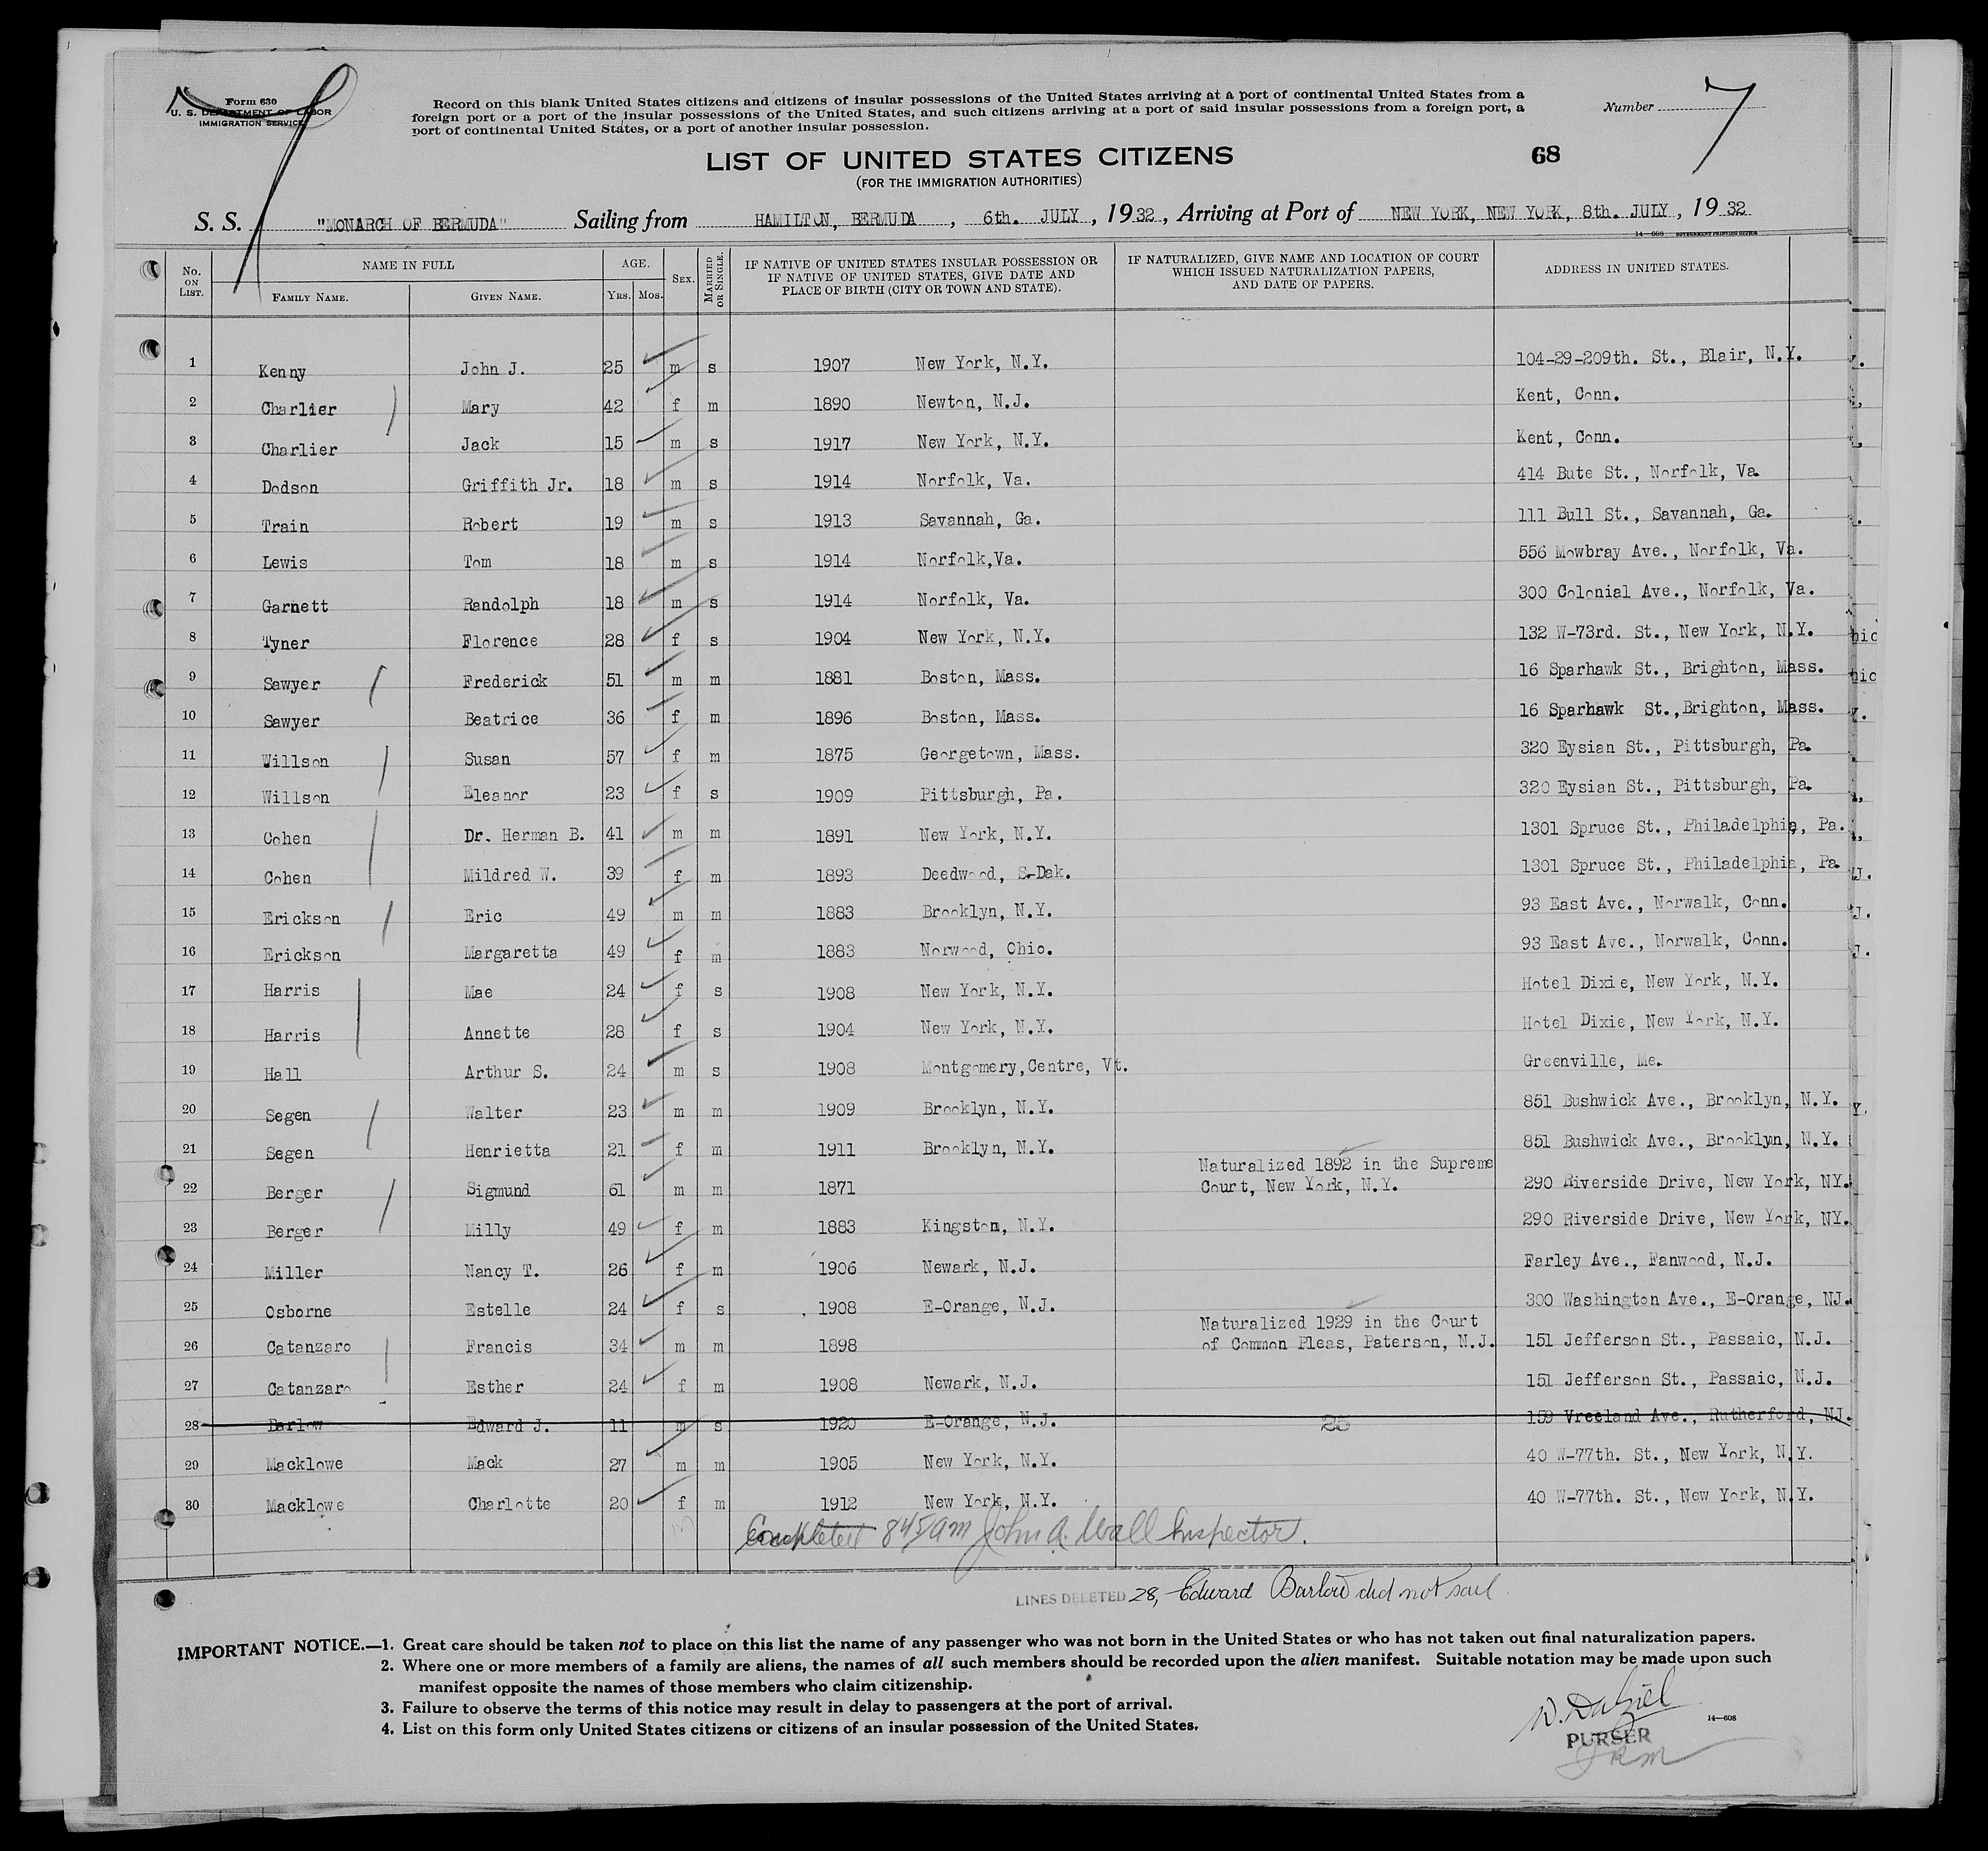 Form 630
U. S. DEPARTMENT OF LABOR
IMMIGRATION SERVICE
Record on this blank United States citizens and citizens of insular possessions of the United States arriving at a port of continental United States from a
foreign port or a port of the insular possessions of the United States, and such citizens arriving at a port of said insular possessions from a foreign port, a
port of continental United States, or a port of another insular possession.
Number 7
LIST OF UNITED STATES CITIZENS
68
(FOR THE IMMIGRATION AUTHORITIES)
S. S. "MONARCH OF BERMUDA" Sailing from HAMILTON, BERMUDA, 6th. JULY, 1932, Arriving at Port of NEW YORK, NEW YORK, 8th. JULY, 1932
14—608 GOVERNMENT PRINTING OFFICE
No. ON LIST. NAME IN FULL FAMILY NAME. GIVEN NAME. AGE. YRS. MOS. SEX. MARRIED OR SINGLE. IF NATIVE OF UNITED STATES INSULAR POSSESSION OR IF NATIVE OF UNITED STATES, GIVE DATE AND PLACE OF BIRTH (CITY OR TOWN AND STATE). IF NATURALIZED, GIVE NAME AND LOCATION OF COURT WHICH ISSUED NATURALIZATION PAPERS, AND DATE OF PAPERS. ADDRESS IN UNITED STATES.
1 Kenny John J. 25 m s 1907 New York, N.Y. 104-29-209th. St., Blair, N.Y.
2 Charlier Mary 42 f m 1890 Newton, N.J. Kent, Conn.
3 Charlier Jack 15 m s 1917 New York, N.Y. Kent, Conn.
4 Dodson Griffith Jr. 18 m s 1914 Norfolk, Va. 414 Bute St., Norfolk, Va.
5 Train Robert 19 m s 1913 Savannah, Ga. 111 Bull St., Savannah, Ga.
6 Lewis Tom 18 m s 1914 Norfolk,Va. 556 Mowbray Ave., Norfolk, Va.
7 Garnett Randolph 18 m s 1914 Norfolk, Va. 300 Colonial Ave., Norfolk, Va.
8 Tyner Florence 28 f s 1904 New York, N.Y. 132 W-73rd. St., New York, N.Y.
9 Sawyer Frederick 51 m m 1881 Boston, Mass. 16 Sparhawk St., Brighton, Mass.
10 Sawyer Beatrice 36 f m 1896 Boston, Mass. 16 Sparhawk St.,Brighton, Mass.
11 Willson Susan 57 f m 1875 Georgetown, Mass. 320 Eysian St., Pittsburgh, Pa.
12 Willson Eleanor 23 f s 1909 Pittsburgh, Pa. 320 Eysian St., Pittsburgh, Pa.
13 Cohen Dr. Herman B. 41 m m 1891 New York, N.Y. 1301 Spruce St., Philadelphia, Pa.
14 Cohen Mildred W. 39 f m 1893 Deedwood, S-Dak. 1301 Spruce St., Philadelphia, Pa.
15 Erickson Eric 49 m m 1883 Brooklyn, N.Y. 93 East Ave., Norwalk, Conn.
16 Erickson Margaretta 49 f m 1883 Norwood, Ohio. 93 East Ave., Norwalk, Conn.
17 Harris Mae 24 f s 1908 New York, N.Y. Hotel Dixie, New York, N.Y.
18 Harris Annette 28 f s 1904 New York, N.Y. Hotel Dixie, New York, N.Y.
19 Hall Arthur S. 24 m s 1908 Montgomery,Centre, Vt. Greenville, Me.
20 Segen Walter 23 m m 1909 Brooklyn, N.Y. 851 Bushwick Ave., Brooklyn, N.Y.
21 Segen Henrietta 21 f m 1911 Brooklyn, N.Y. 851 Bushwick Ave., Brooklyn, N.Y.
Naturalized 1892 in the Supreme
22 Berger Sigmund 61 m m 1871 Court, New York, N.Y. 290 Riverside Drive, New York, NY.
23 Berger Milly 49 f m 1883 Kingston, N.Y. 290 Riverside Drive, New York, NY.
24 Miller Nancy T. 26 f m 1906 Newark, N.J. Farley Ave., Fanwood, N.J.
25 Osborne Estelle 24 f s 1908 E-Orange, N.J. 300 Washington Ave., E-Orange, NJ.
Naturalized 1929 in the Court
26 Catanzaro Francis 34 m m 1898 of Common Pleas, Paterson, N.J. 151 Jefferson St., Passaic, N.J.
27 Catanzaro Esther 24 f m 1908 Newark, N.J. 151 Jefferson St., Passaic, N.J.
28 Barlow Edward J. 11 m s 1920 E-Orange, N.J. 159 Vreeland Ave., Rutherford, NJ.
29 Macklowe Mack 27 m m 1905 New York, N.Y. 40 W-77th. St., New York, N.Y.
30 Macklowe Charlotte 20 f m 1912 New York, N.Y. 40 W-77th. St., New York, N.Y.
Completed 845am John A. Wall Inspector.
LINES DELETED 28, Edward Barlow did not sail
IMPORTANT NOTICE.—1. Great care should be taken not to place on this list the name of any passenger who was not born in the United States or who has not taken out final naturalization papers.
2. Where one or more members of a family are aliens, the names of all such members should be recorded upon the alien manifest. Suitable notation may be made upon such
manifest opposite the names of those members who claim citizenship.
3. Failure to observe the terms of this notice may result in delay to passengers at the port of arrival.
4. List on this form only United States citizens or citizens of an insular possession of the United States.
14—608
PURSER